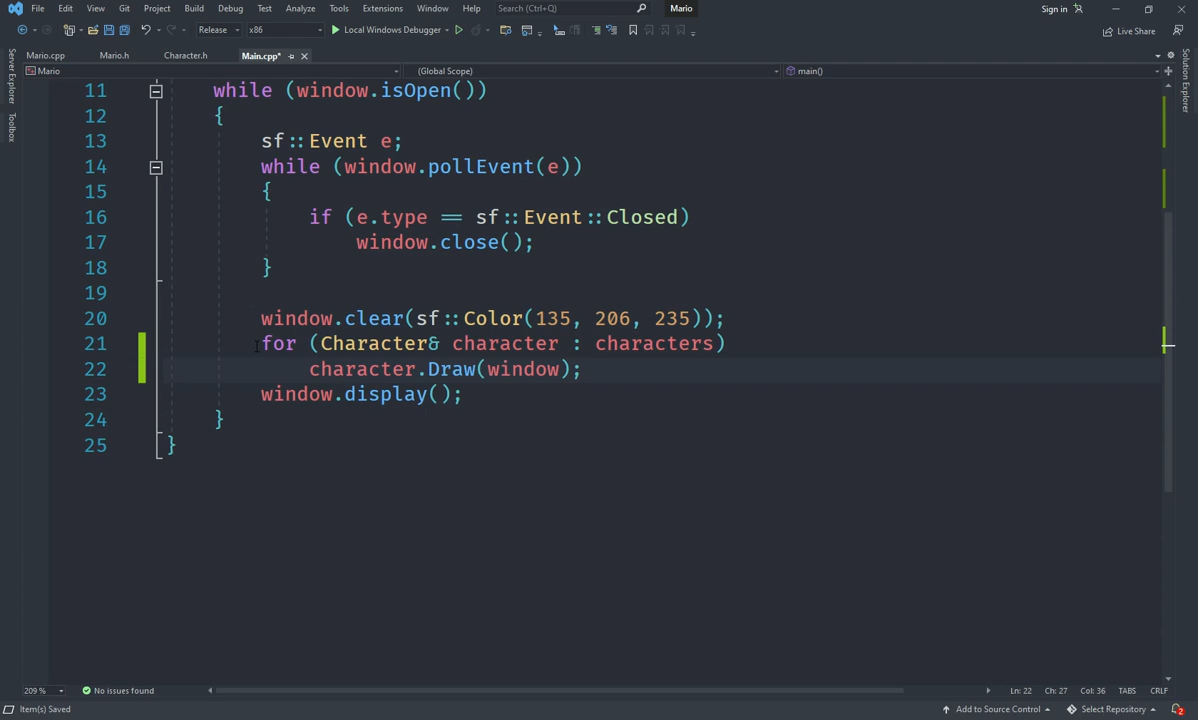 File Edit View Git Project Build Debug Test Analyze Tools Extensions Window Help Search (Ctrl+Q) Mario Sign in
Release x86 Local Windows Debugger Live Share
Mario.cpp Mario.h Character.h Main.cpp*
Mario (Global Scope) main()
Server Explorer
Toolbox
Solution Explorer
11 while (window.isOpen())
12 {
13 sf::Event e;
14 while (window.pollEvent(e))
15 {
16 if (e.type == sf::Event::Closed)
17 window.close();
18 }
19
20 window.clear(sf::Color(135, 206, 235));
21 for (Character& character : characters)
22 character.Draw(window);
23 window.display();
24 }
25 }
209 % No issues found Ln: 22 Ch: 27 Col: 36 TABS CRLF
Item(s) Saved Add to Source Control Select Repository 2